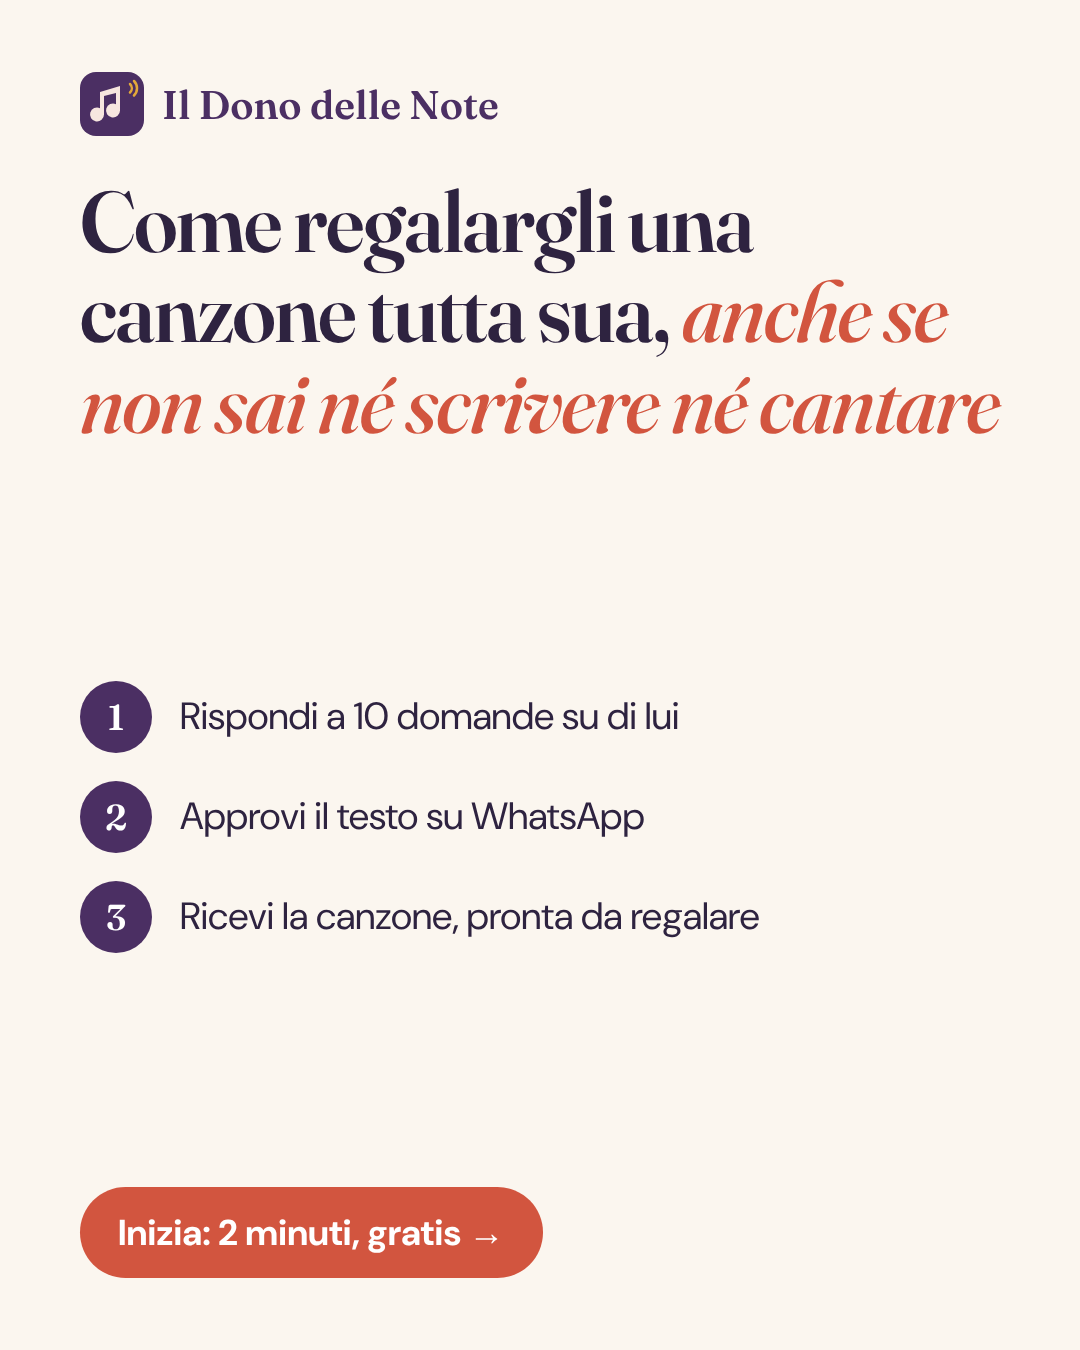 Il Dono delle Note
Come regalargli una
canzone tutta sua, anche se
non sai né scrivere né cantare
1 Rispondi a 10 domande su di lui
2 Approvi il testo su WhatsApp
3 Ricevi la canzone, pronta da regalare
Inizia: 2 minuti, gratis →